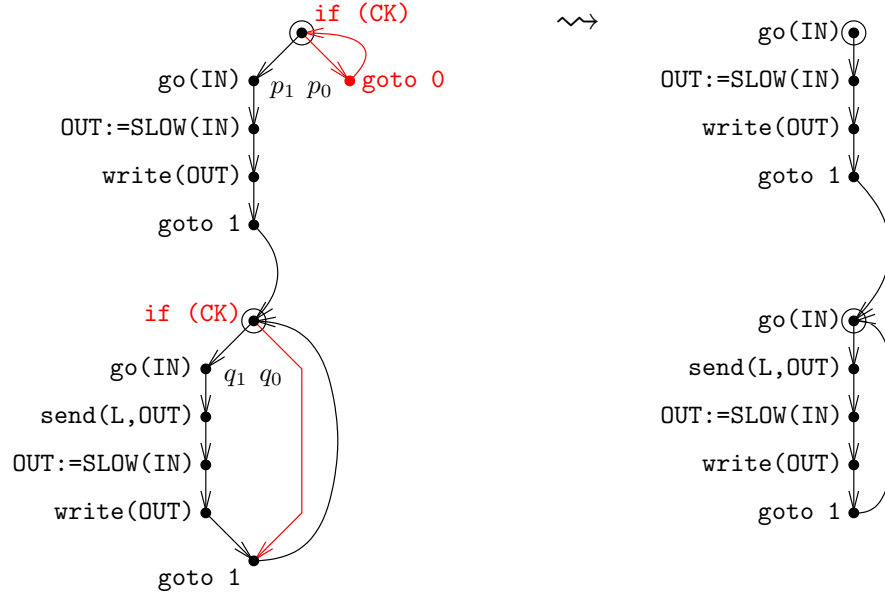 if (CK)
go(IN) p₁ p₀ goto 0
OUT:=SLOW(IN)
write(OUT)
goto 1
if (CK)
go(IN) q₁ q₀
send(L,OUT)
OUT:=SLOW(IN)
write(OUT)
goto 1
⇝
go(IN)
OUT:=SLOW(IN)
write(OUT)
goto 1
go(IN)
send(L,OUT)
OUT:=SLOW(IN)
write(OUT)
goto 1